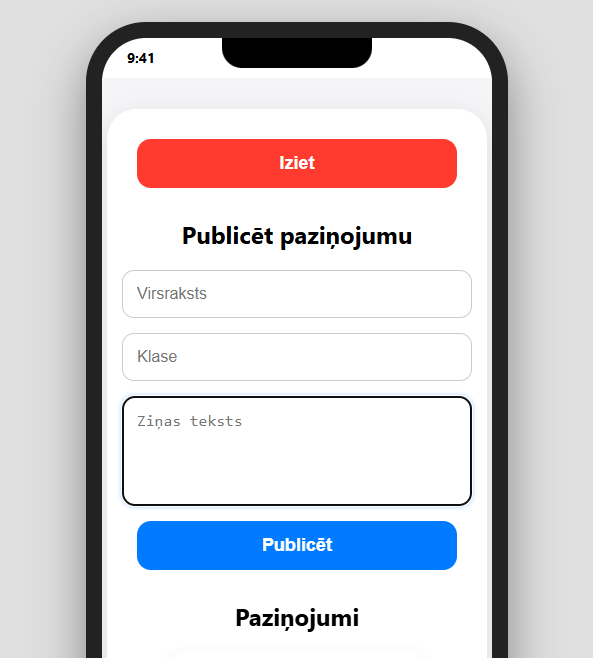 9:41
Iziet
Publicēt paziņojumu
Virsraksts
Klase
Ziņas teksts
Publicēt
Paziņojumi